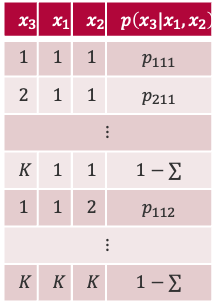 x₃ x₁ x₂ p(x₃|x₁, x₂)
1 1 1 p₁₁₁
2 1 1 p₂₁₁
⋮
K 1 1 1 − Σ
1 1 2 p₁₁₂
⋮
K K K 1 − Σ